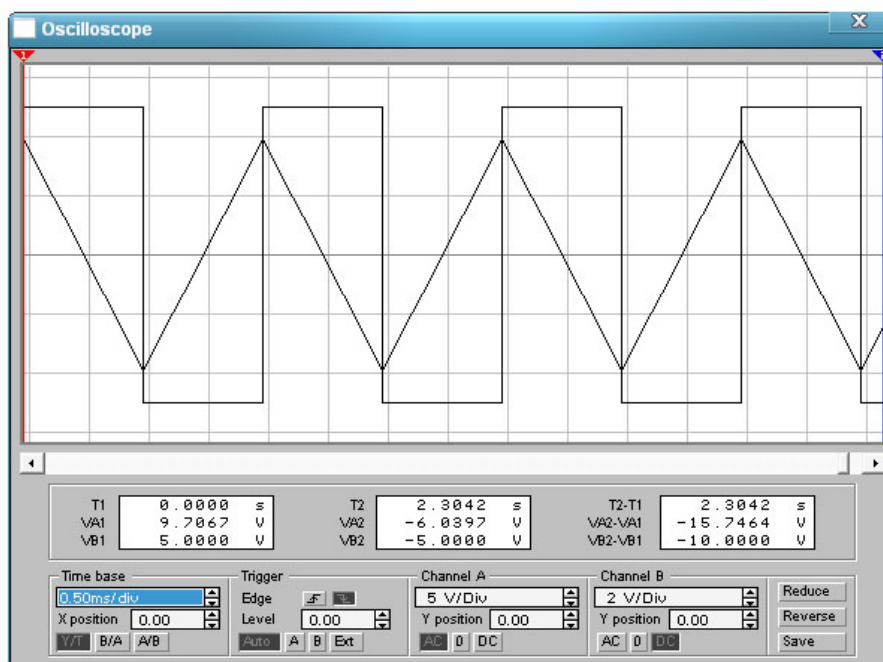 Oscilloscope
X
1
T1 0.0000 s
VA1 9.7067 V
VB1 5.0000 V
T2 2.3042 s
VA2 -6.0397 V
VB2 -5.0000 V
T2-T1 2.3042 s
VA2-VA1 -15.7464 V
VB2-VB1 -10.0000 V
Time base
0.50ms/div
X position 0.00
Y/T B/A A/B
Trigger
Edge
Level 0.00
Auto A B Ext
Channel A
5 V/Div
Y position 0.00
AC 0 DC
Channel B
2 V/Div
Y position 0.00
AC 0 DC
Reduce
Reverse
Save